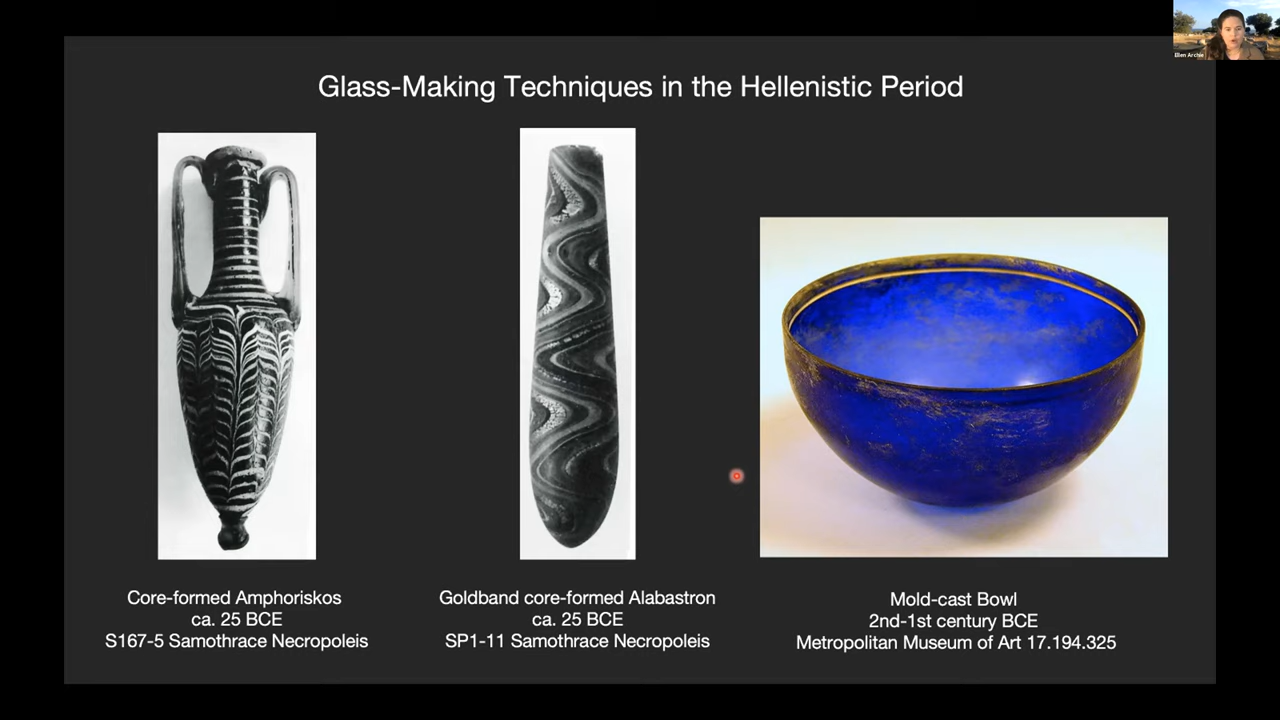 Ellen Archie
Glass-Making Techniques in the Hellenistic Period
Core-formed Amphoriskos
ca. 25 BCE
S167-5 Samothrace Necropoleis
Goldband core-formed Alabastron
ca. 25 BCE
SP1-11 Samothrace Necropoleis
Mold-cast Bowl
2nd-1st century BCE
Metropolitan Museum of Art 17.194.325